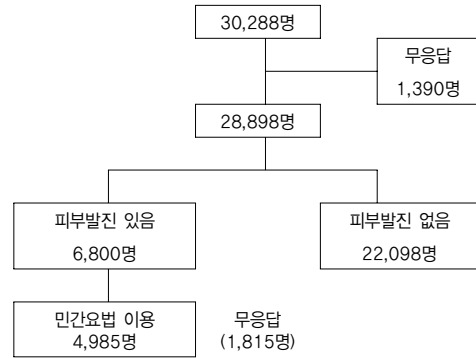 30,288명
무응답
1,390명
28,898명
피부발진 있음
6,800명
피부발진 없음
22,098명
민간요법 이용
4,985명
무응답
(1,815명)